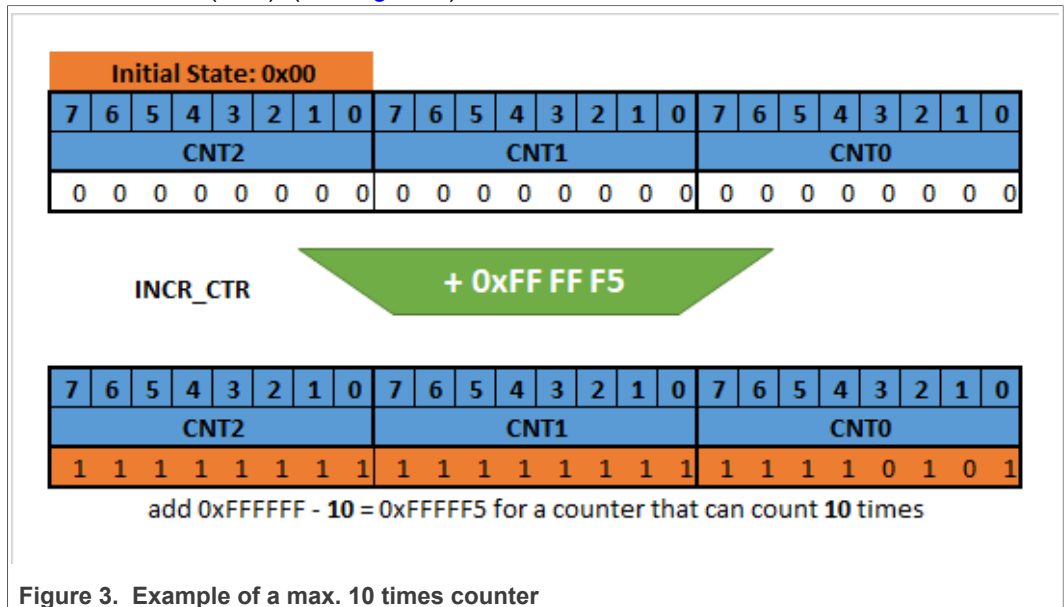 Initial State: 0x00
7 6 5 4 3 2 1 0 7 6 5 4 3 2 1 0 7 6 5 4 3 2 1 0
CNT2 CNT1 CNT0
0 0 0 0 0 0 0 0 0 0 0 0 0 0 0 0 0 0 0 0 0 0 0 0
INCR_CTR + 0xFF FF F5
7 6 5 4 3 2 1 0 7 6 5 4 3 2 1 0 7 6 5 4 3 2 1 0
CNT2 CNT1 CNT0
1 1 1 1 1 1 1 1 1 1 1 1 1 1 1 1 1 1 1 1 0 1 0 1
add 0xFFFFFF - 10 = 0xFFFFF5 for a counter that can count 10 times
Figure 3. Example of a max. 10 times counter